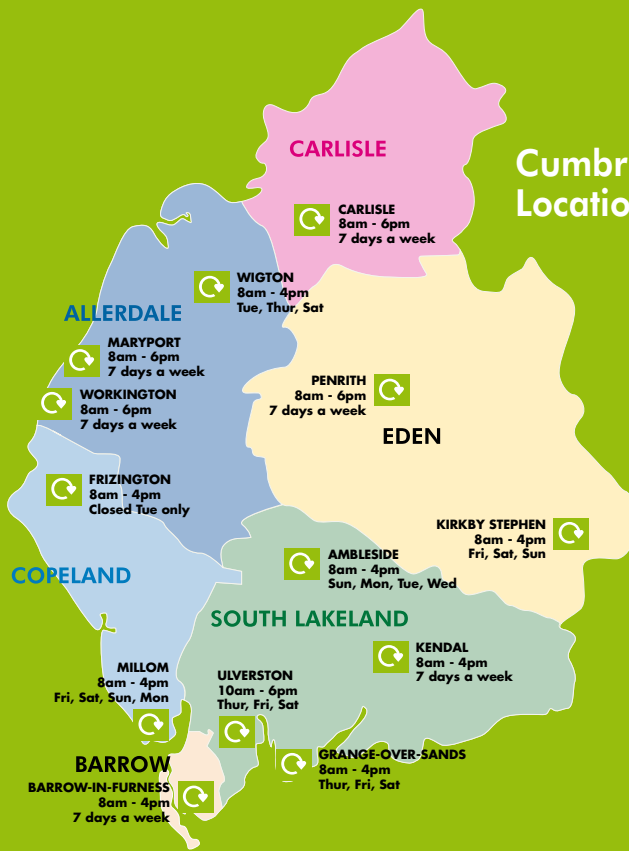 CARLISLE
Cumbr
Locatio
CARLISLE
8am - 6pm
7 days a week
WIGTON
8am - 4pm
Tue, Thur, Sat
ALLERDALE
MARYPORT
8am - 6pm
7 days a week
WORKINGTON
8am - 6pm
7 days a week
PENRITH
8am - 6pm
7 days a week
EDEN
FRIZINGTON
8am - 4pm
Closed Tue only
KIRKBY STEPHEN
8am - 4pm
Fri, Sat, Sun
AMBLESIDE
8am - 4pm
Sun, Mon, Tue, Wed
COPELAND
SOUTH LAKELAND
KENDAL
8am - 4pm
7 days a week
MILLOM
8am - 4pm
Fri, Sat, Sun, Mon
ULVERSTON
10am - 6pm
Thur, Fri, Sat
GRANGE-OVER-SANDS
8am - 4pm
Thur, Fri, Sat
BARROW
BARROW-IN-FURNESS
8am - 4pm
7 days a week